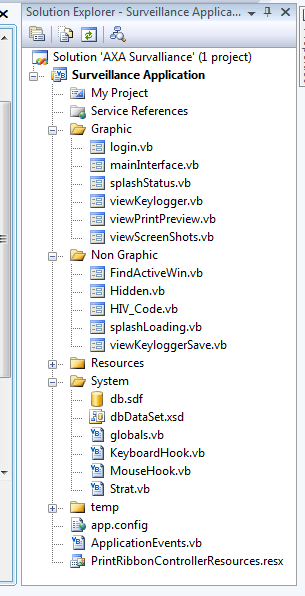 Solution Explorer - Surveillance Applica...
Solution 'AXA Survalliance' (1 project)
Surveillance Application
My Project
Service References
Graphic
login.vb
mainInterface.vb
splashStatus.vb
viewKeylogger.vb
viewPrintPreview.vb
viewScreenShots.vb
Non Graphic
FindActiveWin.vb
Hidden.vb
HIV_Code.vb
splashLoading.vb
viewKeyloggerSave.vb
Resources
System
db.sdf
dbDataSet.xsd
globals.vb
KeyboardHook.vb
MouseHook.vb
Strat.vb
temp
app.config
ApplicationEvents.vb
PrintRibbonControllerResources.resx